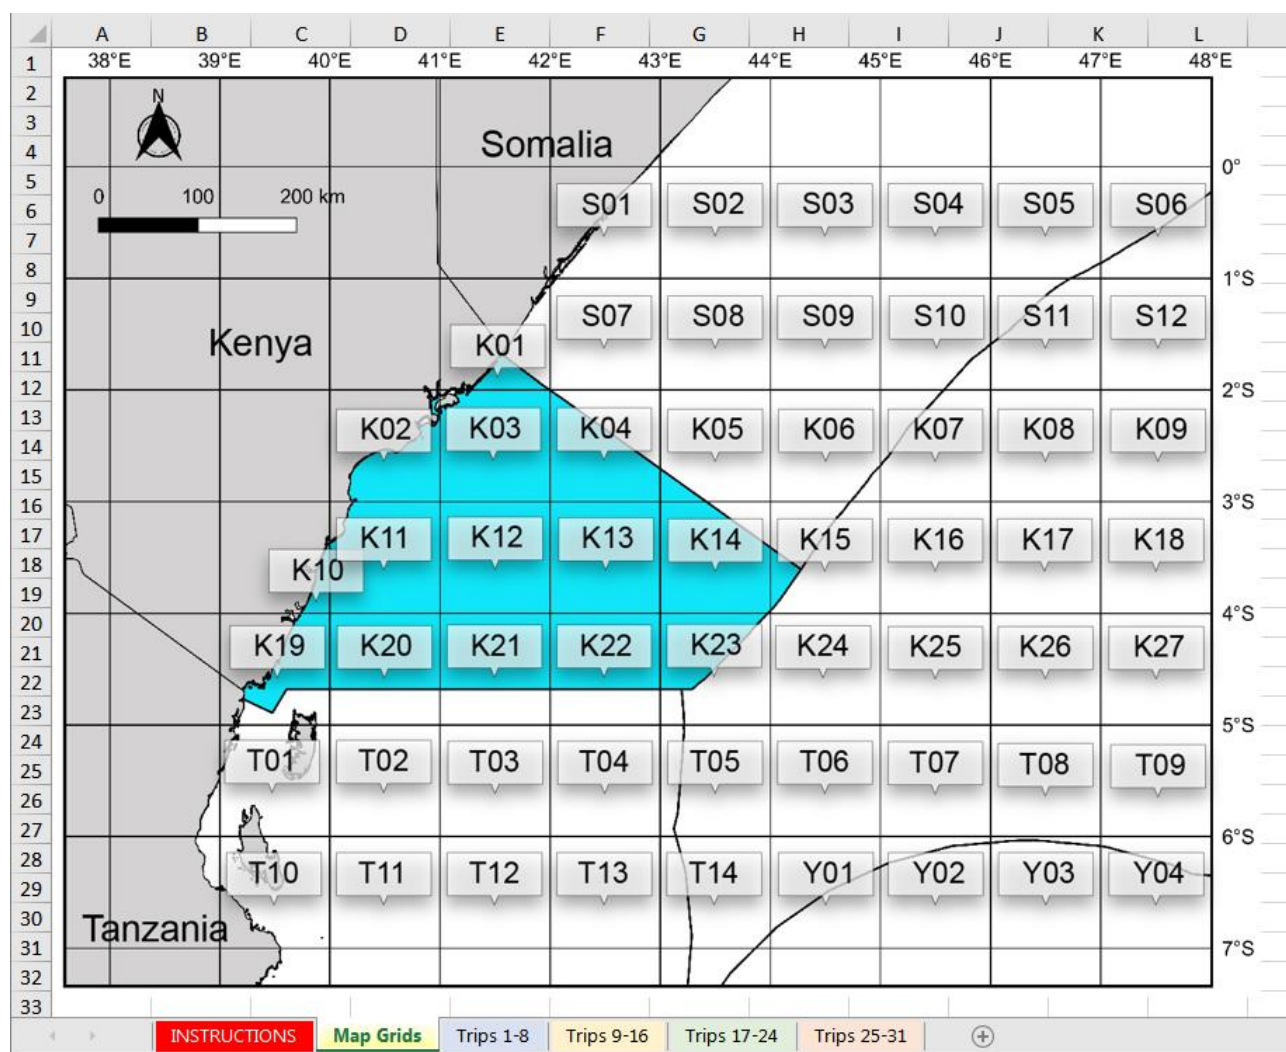 A B C D E F G H I J K L
1 38°E 39°E 40°E 41°E 42°E 43°E 44°E 45°E 46°E 47°E 48°E
2
N
3
4 Somalia
0°
5
0 100 200 km
6 S01 S02 S03 S04 S05 S06
7
8
1°S
9
10 S07 S08 S09 S10 S11 S12
Kenya K01
11
12
2°S
13 K02 K03 K04 K05 K06 K07 K08 K09
14
15
16
3°S
17 K11 K12 K13 K14 K15 K16 K17 K18
18 K10
19
20
4°S
21 K19 K20 K21 K22 K23 K24 K25 K26 K27
22
23
5°S
24
25 T01 T02 T03 T04 T05 T06 T07 T08 T09
26
27
6°S
28 T10 T11 T12 T13 T14 Y01 Y02 Y03 Y04
29
30 Tanzania
31 7°S
32
33
INSTRUCTIONS Map Grids Trips 1-8 Trips 9-16 Trips 17-24 Trips 25-31